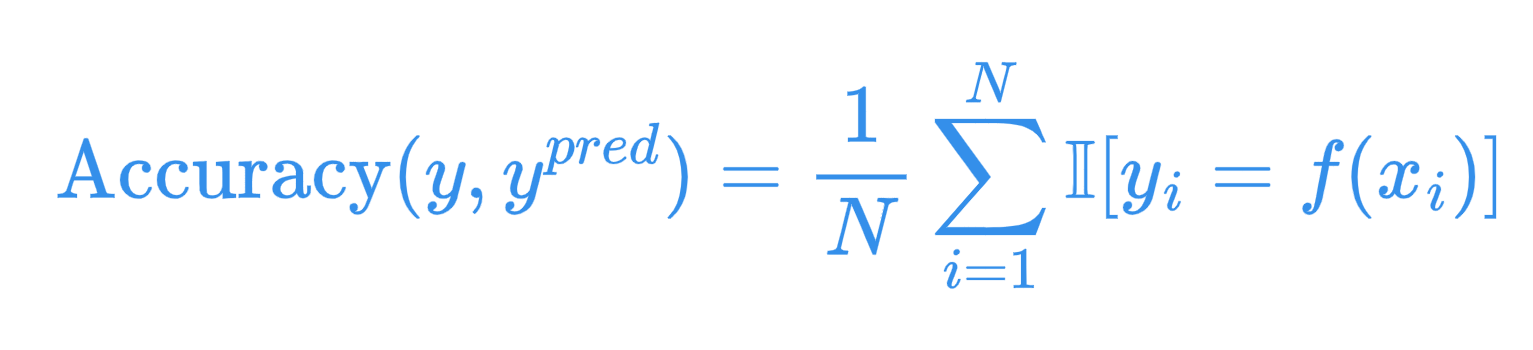 Accuracy(y, y^{pred}) = \frac{1}{N} \sum_{i=1}^{N} \mathbb{I}[y_i = f(x_i)]